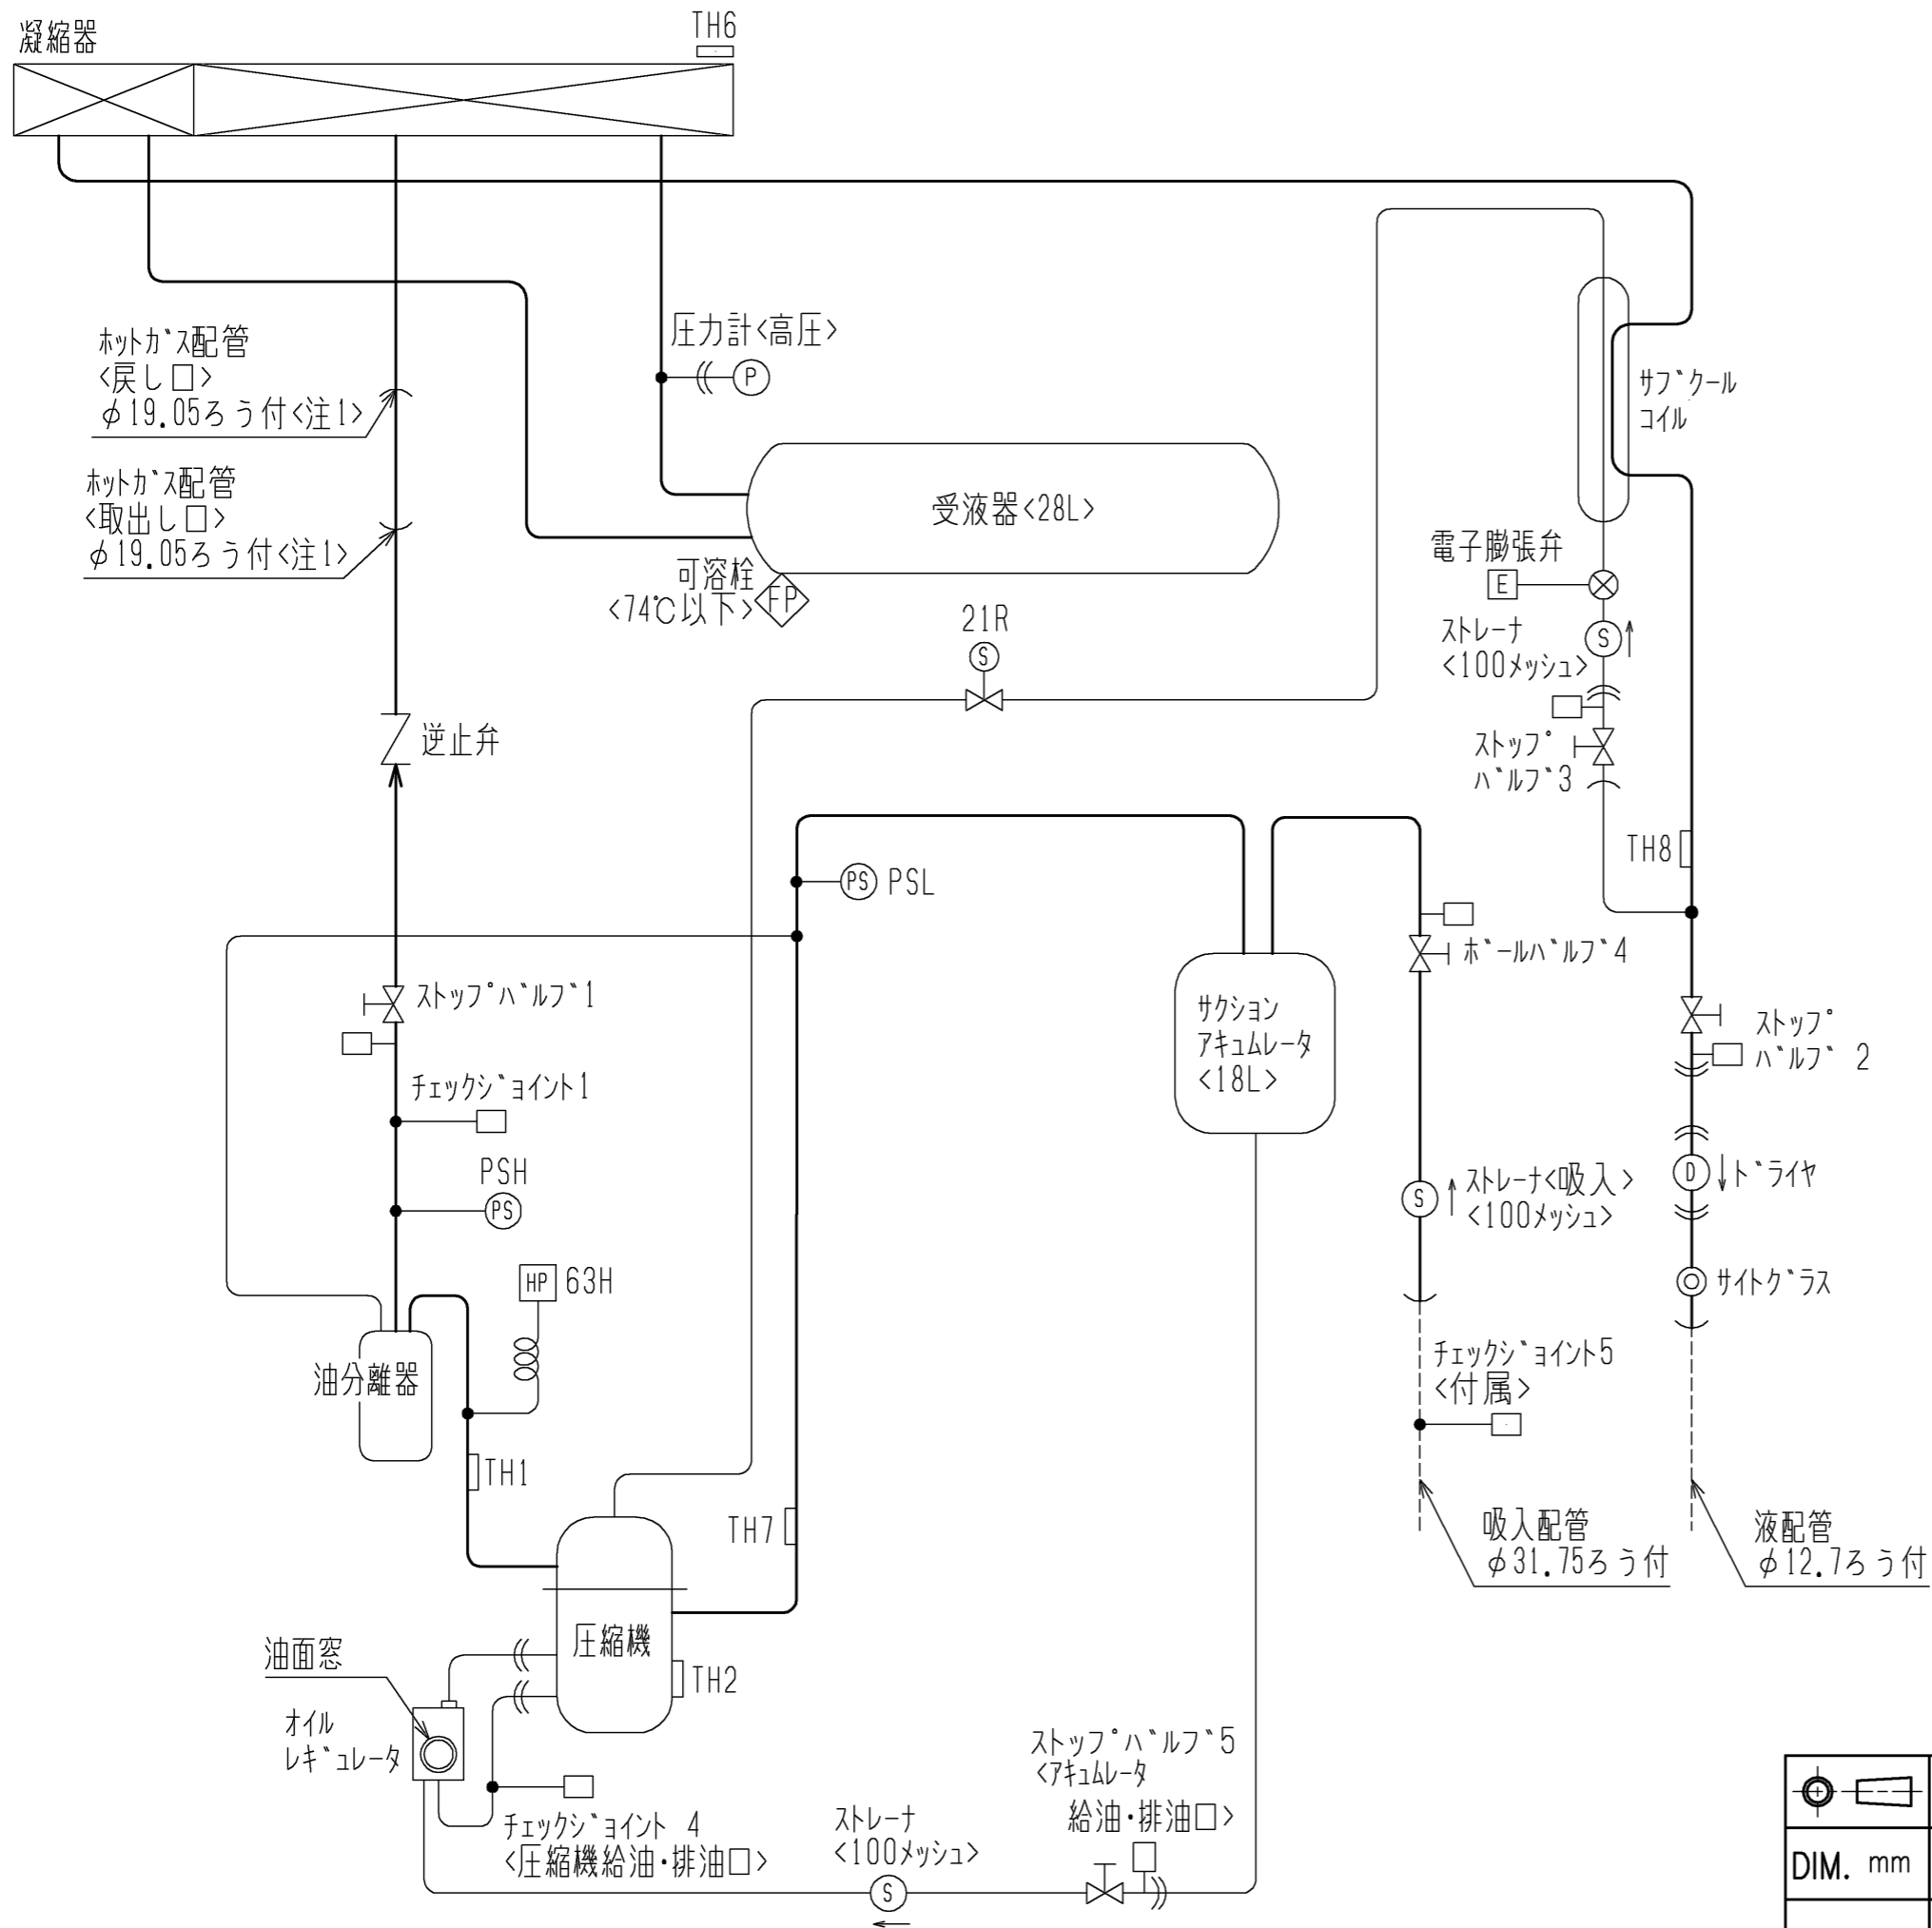 凝縮器
TH6
ホットガス配管
<戻し口>
φ19.05ろう付<注1>
圧力計<高圧>
P
サブクール
コイル
ホットガス配管
<取出し口>
φ19.05ろう付<注1>
受液器<28L>
可溶栓
<74℃以下>
FP
電子膨張弁
E
21R
S
ストレーナ
<100メッシュ>
S
逆止弁
ストップ
バルブ3
TH8
PS
PSL
ボールバルブ4
ストップバルブ1
サクション
アキュムレータ
<18L>
ストップ
バルブ 2
チェックジョイント1
PSH
PS
ストレーナ<吸入>
<100メッシュ>
S
D
ドライヤ
HP
63H
サイトグラス
油分離器
チェックジョイント5
<付属>
TH1
TH7
吸入配管
φ31.75ろう付
液配管
φ12.7ろう付
圧縮機
油面窓
TH2
オイル
レギュレータ
ストップバルブ5
<アキュムレータ
給油・排油口>
チェックジョイント 4
<圧縮機給油・排油口>
ストレーナ
<100メッシュ>
S
DIM. mm